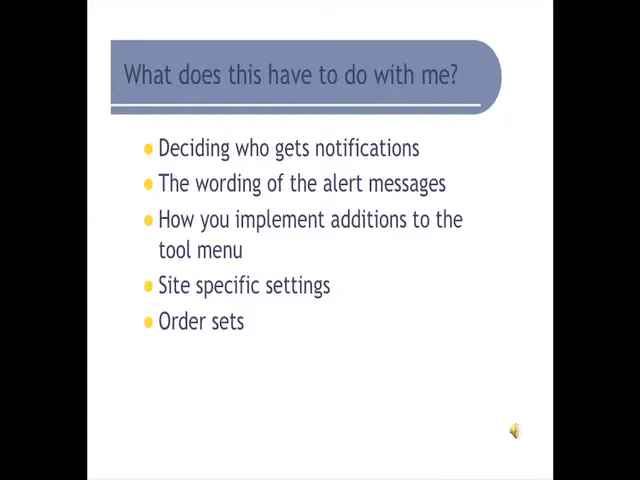 What does this have to do with me?
Deciding who gets notifications
The wording of the alert messages
How you implement additions to the
tool menu
Site specific settings
Order sets